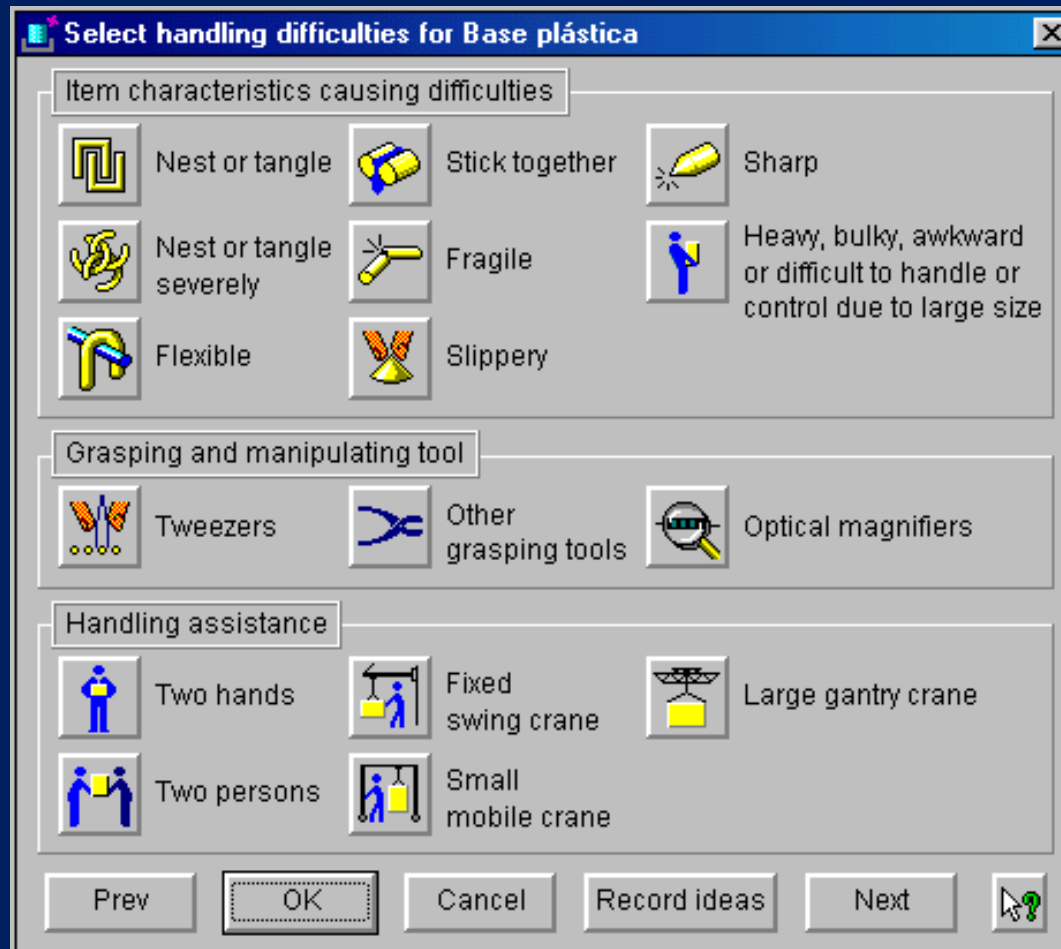 Select handling difficulties for Base plástica
Item characteristics causing difficulties
Nest or tangle
Stick together
Sharp
Nest or tangle
severely
Fragile
Heavy, bulky, awkward
or difficult to handle or
control due to large size
Flexible
Slippery
Grasping and manipulating tool
Tweezers
Other
grasping tools
Optical magnifiers
Handling assistance
Two hands
Fixed
swing crane
Large gantry crane
Two persons
Small
mobile crane
Prev
OK
Cancel
Record ideas
Next
?